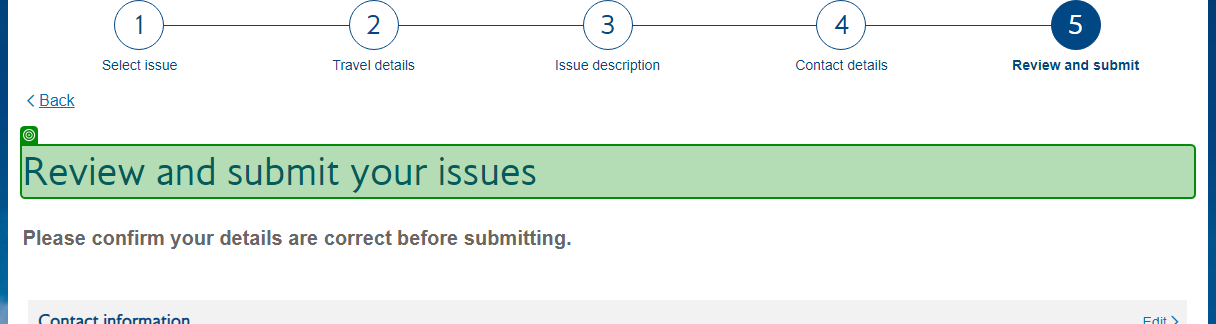 1 2 3 4 5
Select issue Travel details Issue description Contact details Review and submit
Back
Review and submit your issues
Please confirm your details are correct before submitting.
Contact information Edit